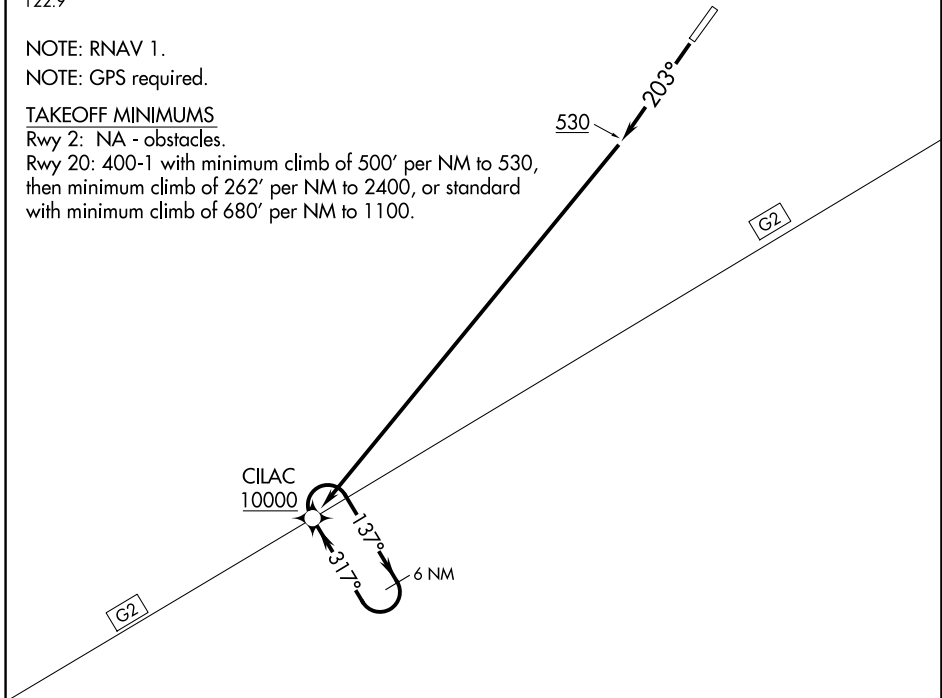 NOTE: RNAV 1.
NOTE: GPS required.
TAKEOFF MINIMUMS
Rwy 2: NA - obstacles.
Rwy 20: 400-1 with minimum climb of 500' per NM to 530,
then minimum climb of 262' per NM to 2400, or standard
with minimum climb of 680' per NM to 1100.
203°
530
G2
CILAC
10000
137°
317°
6 NM
G2